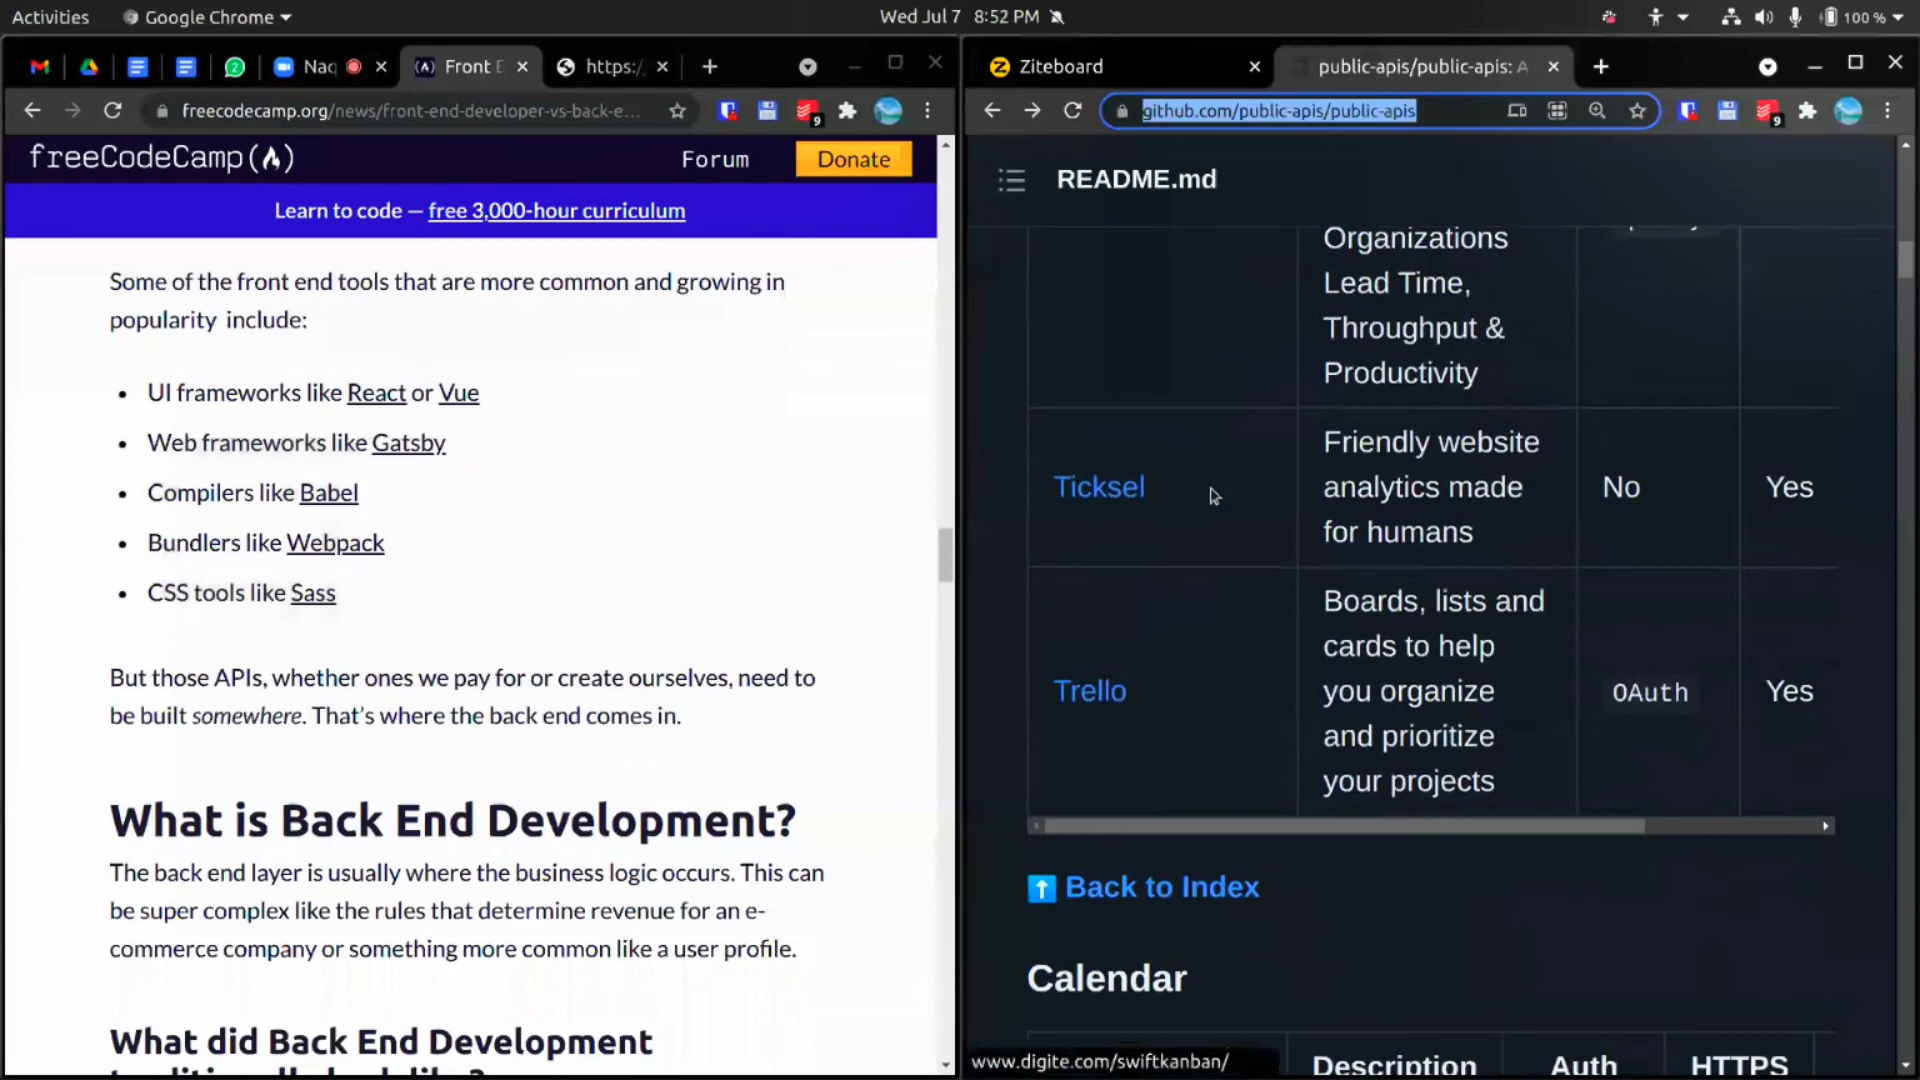 Activities
Google Chrome
Wed Jul 7 8:52 PM
100 %
Nac
Front E
https:/
freecodecamp.org/news/front-end-developer-vs-back-e...
9
freeCodeCamp
Forum
Donate
Learn to code — free 3,000-hour curriculum
Some of the front end tools that are more common and growing in
popularity include:
• UI frameworks like React or Vue
• Web frameworks like Gatsby
• Compilers like Babel
• Bundlers like Webpack
• CSS tools like Sass
But those APIs, whether ones we pay for or create ourselves, need to
be built somewhere. That's where the back end comes in.
What is Back End Development?
The back end layer is usually where the business logic occurs. This can
be super complex like the rules that determine revenue for an e-
commerce company or something more common like a user profile.
What did Back End Development
Ziteboard
public-apis/public-apis: A
github.com/public-apis/public-apis
9
README.md
Organizations
Lead Time,
Throughput &
Productivity
Ticksel
Friendly website
analytics made
for humans
No
Yes
Trello
Boards, lists and
cards to help
you organize
and prioritize
your projects
OAuth
Yes
Back to Index
Calendar
Description
Auth
HTTPS
www.digite.com/swiftkanban/